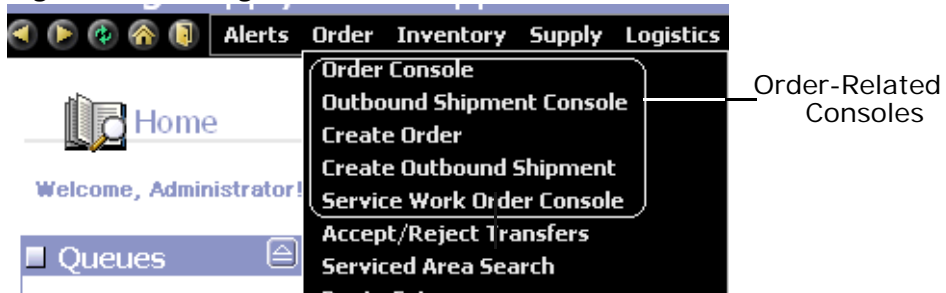 Alerts Order Inventory Supply Logistics
Order Console
Outbound Shipment Console
Create Order
Create Outbound Shipment
Service Work Order Console
Accept/Reject Transfers
Serviced Area Search
Order-Related
Consoles
Home
Welcome, Administrator!
Queues